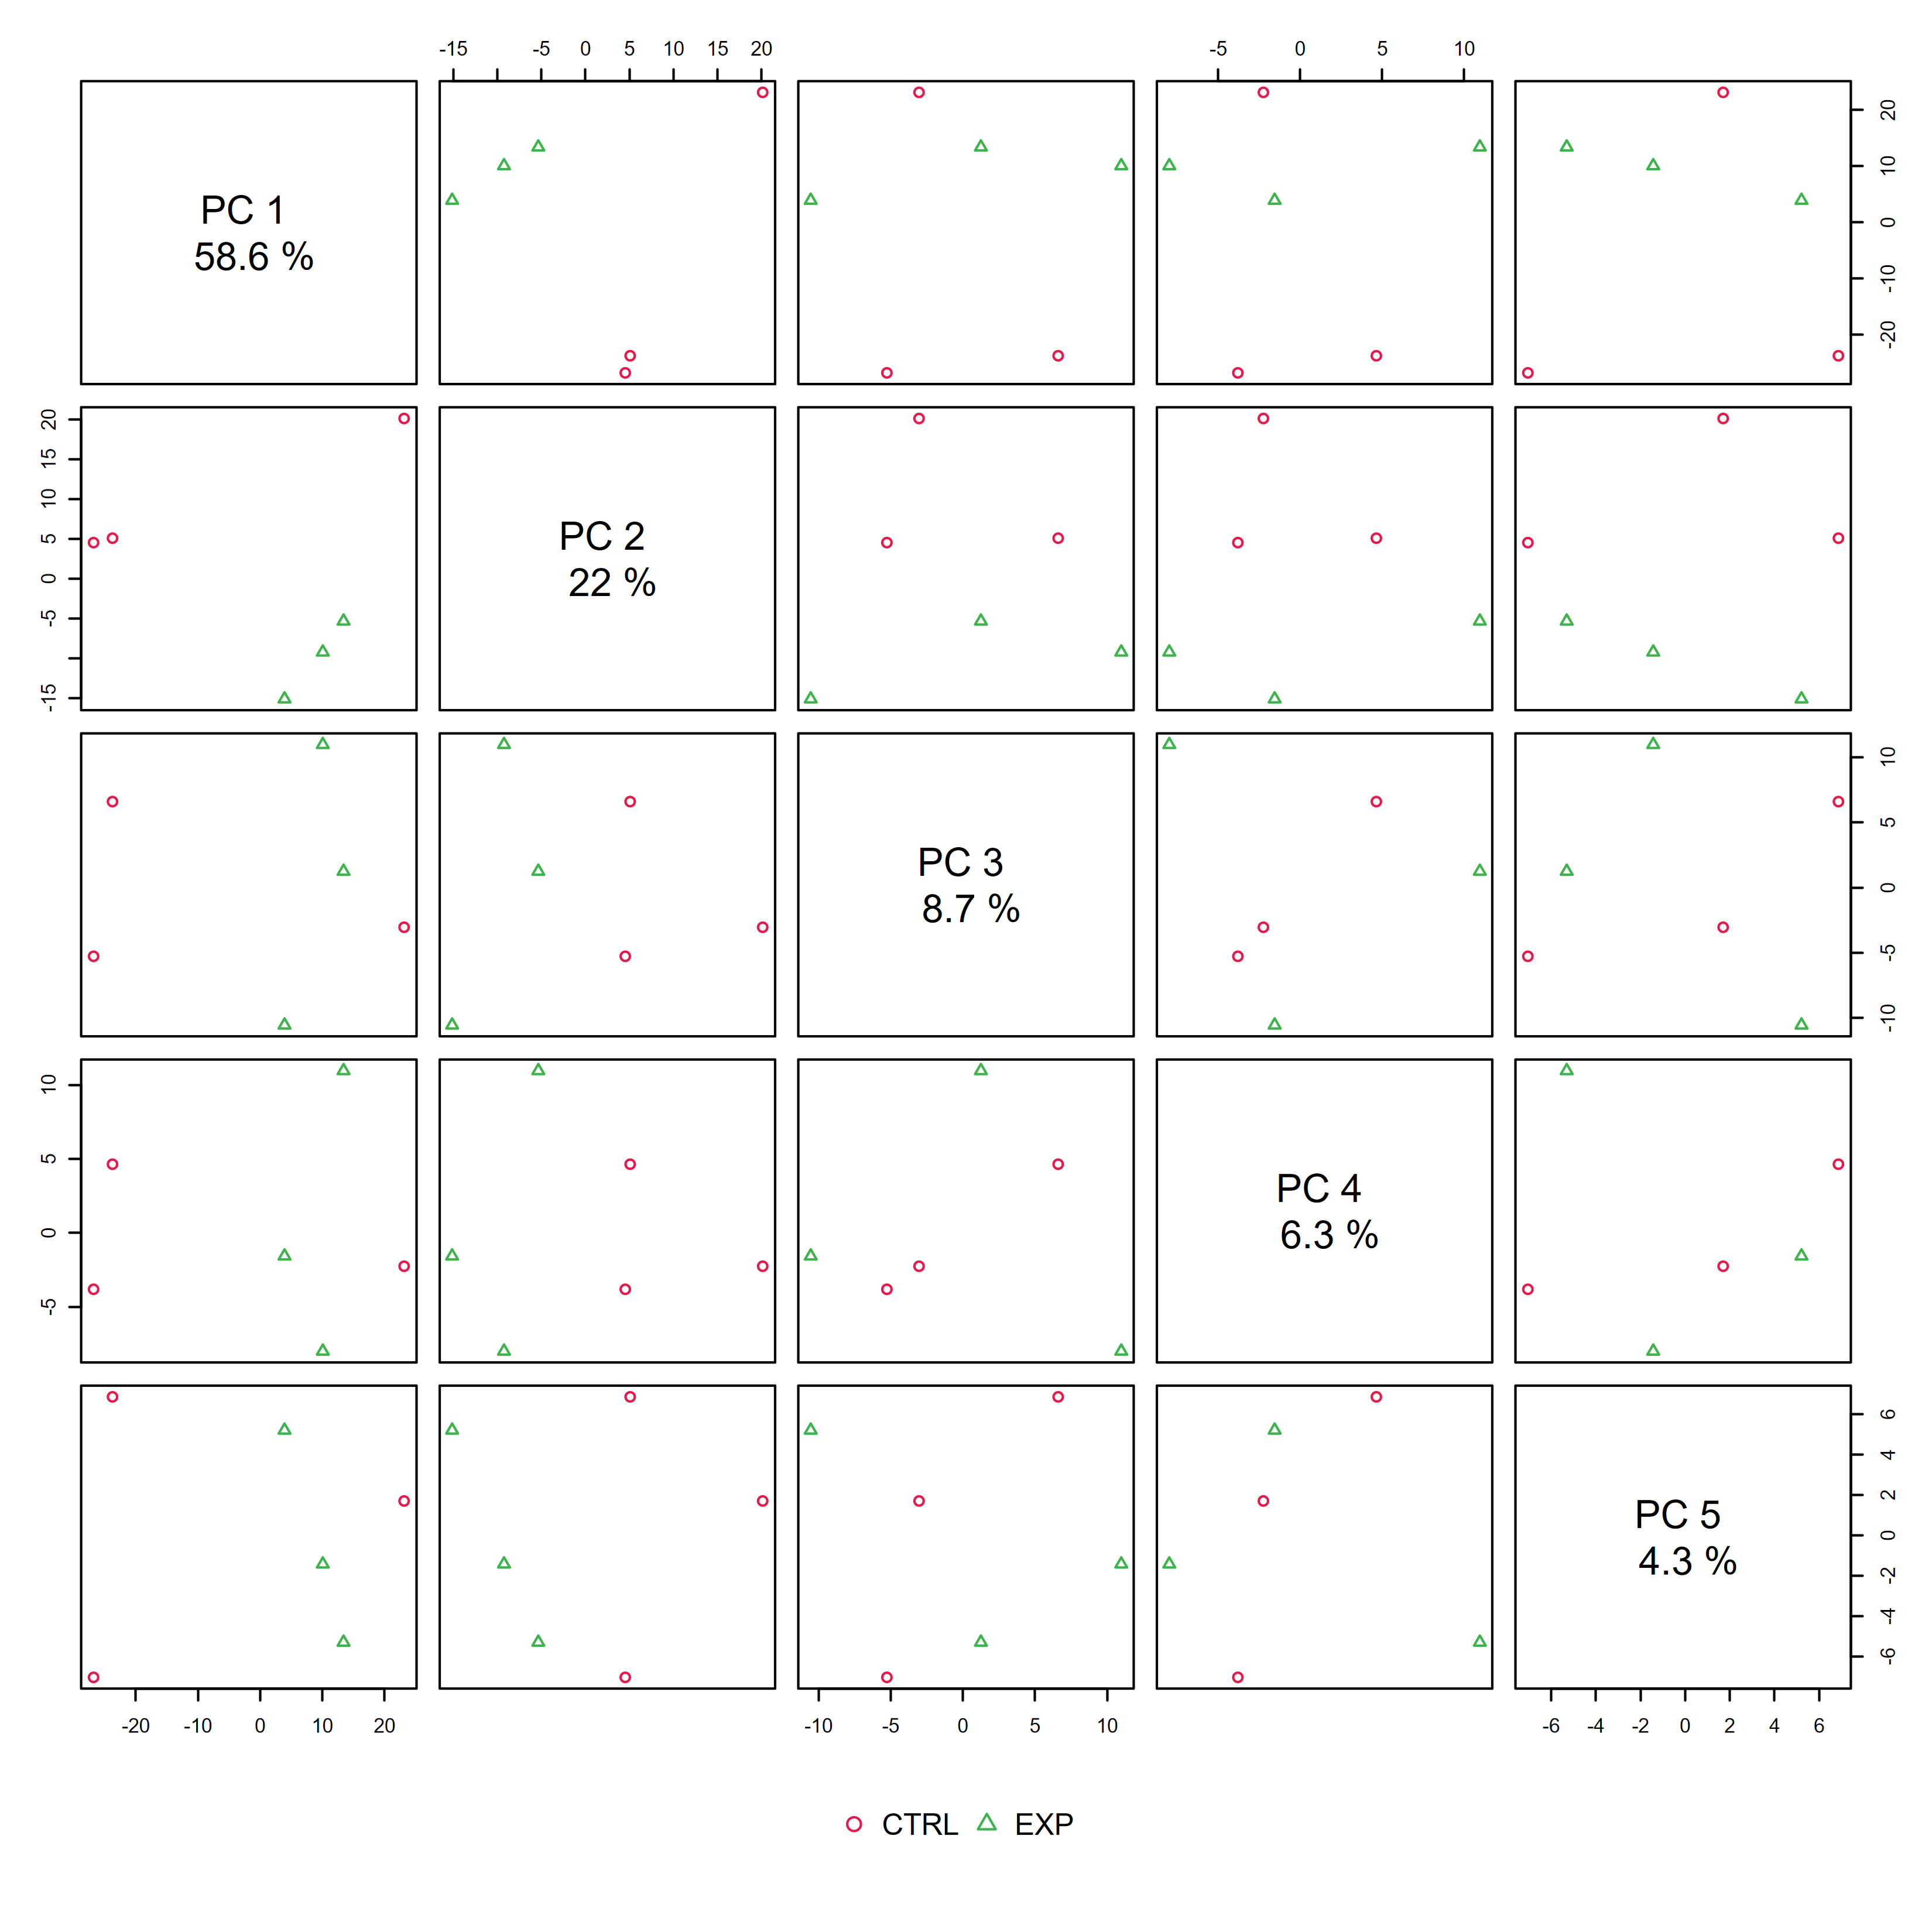 -15 -5 0 5 10 15 20
-5 0 5 10
PC 1
58.6 %
20 10 0 -10 -20
20 15 10 5 0 -5 -15
PC 2
22 %
PC 3
8.7 %
10 5 0 -5 -10
10 5 0 -5
PC 4
6.3 %
PC 5
4.3 %
6 4 2 0 -2 -4 -6
-20 -10 0 10 20
-10 -5 0 5 10
-6 -4 -2 0 2 4 6
CTRL EXP